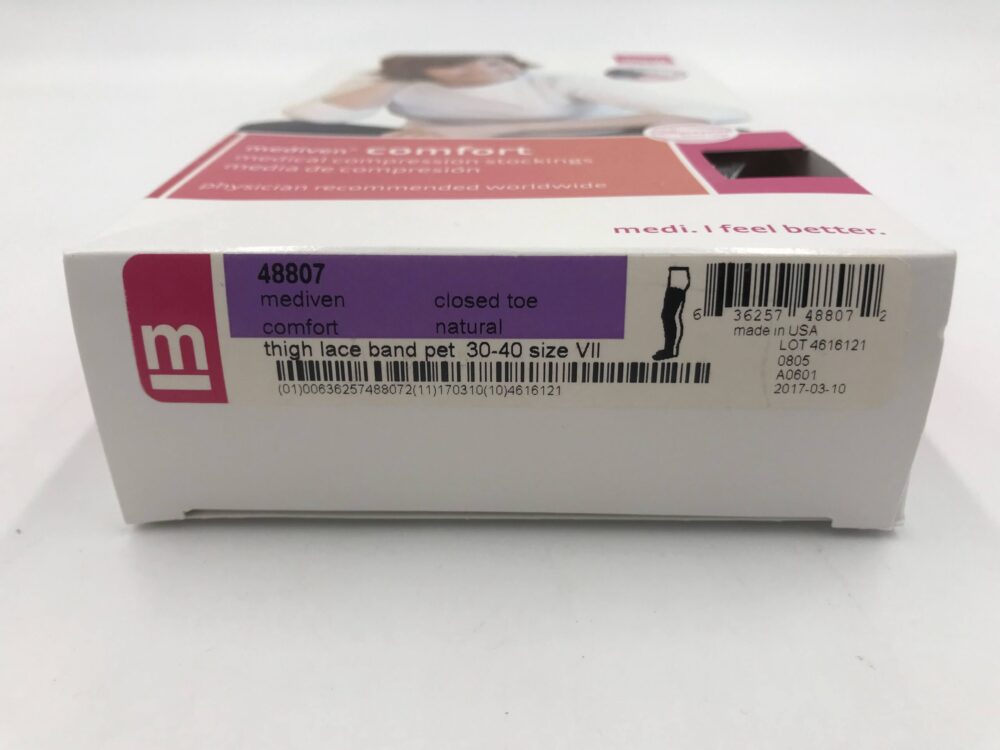 mediven comfort
medical compression stockings
media de compresión
physician recommended worldwide
medi. I feel better.
m
48807
mediven closed toe
comfort natural
thigh lace band pet 30-40 size VII
(01)00636257488072(11)170310(10)4616121
6 36257 48807 2
made in USA
LOT 4616121
0805
A0601
2017-03-10